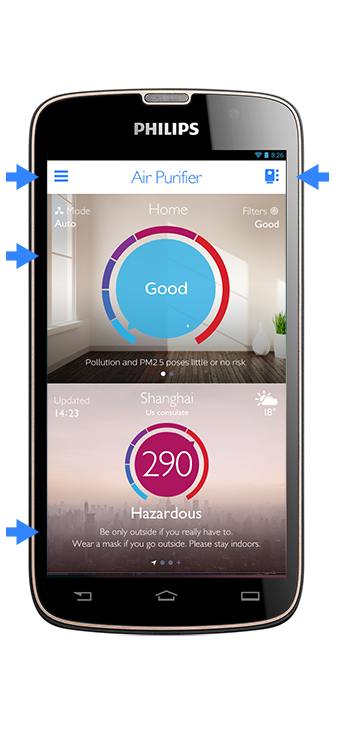 PHILIPS
8:26
Air Purifier
Mode
Auto
Home
Filters
Good
Good
Pollution and PM2.5 poses little or no risk
Updated
14:23
Shanghai
Us consulate
18°
290
Hazardous
Be only outside if you really have to.
Wear a mask if you go outside. Please stay indoors.